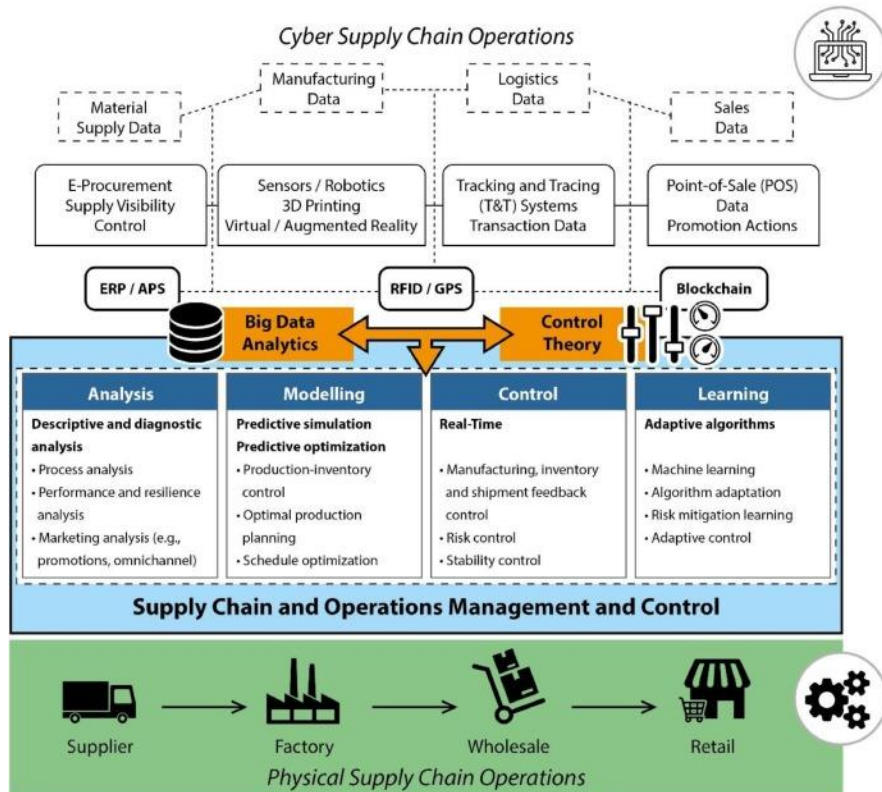 Cyber Supply Chain Operations
Material
Supply Data
Manufacturing
Data
Logistics
Data
Sales
Data
E-Procurement
Supply Visibility
Control
Sensors / Robotics
3D Printing
Virtual / Augmented Reality
Tracking and Tracing
(T&T) Systems
Transaction Data
Point-of-Sale (POS)
Data
Promotion Actions
ERP / APS
RFID / GPS
Blockchain
Big Data
Analytics
Control
Theory
Analysis
Descriptive and diagnostic
analysis
• Process analysis
• Performance and resilience
analysis
• Marketing analysis (e.g.,
promotions, omnichannel)
Modelling
Predictive simulation
Predictive optimization
• Production-inventory
control
• Optimal production
planning
• Schedule optimization
Control
Real-Time
• Manufacturing, inventory
and shipment feedback
control
• Risk control
• Stability control
Learning
Adaptive algorithms
• Machine learning
• Algorithm adaptation
• Risk mitigation learning
• Adaptive control
Supply Chain and Operations Management and Control
Supplier
Factory
Wholesale
Retail
Physical Supply Chain Operations